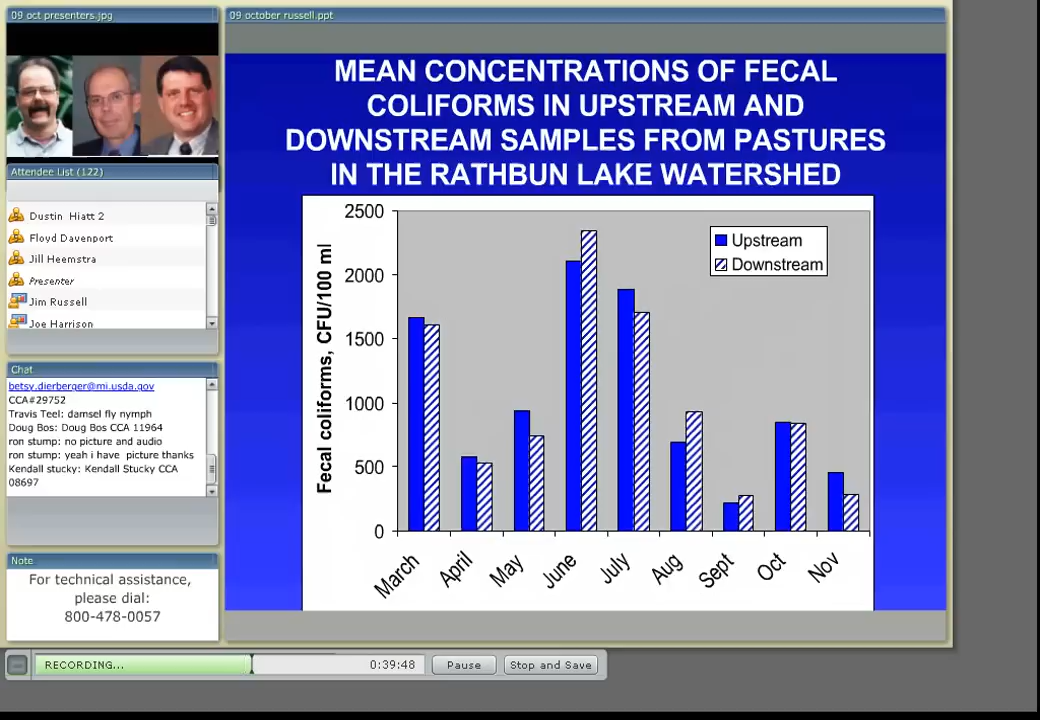 09 oct presenters.jpg
09 october russell.ppt
Attendee List (122)
Dustin Hiatt 2
Floyd Davenport
Jill Heemstra
Presenter
Jim Russell
Joe Harrison
Chat
betsy.dierberger@mi.usda.gov
CCA#29752
Travis Teel: damsel fly nymph
Doug Bos: Doug Bos CCA 11964
ron stump: no picture and audio
ron stump: yeah i have picture thanks
Kendall stucky: Kendall Stucky CCA
08697
Note
For technical assistance,
please dial:
800-478-0057
MEAN CONCENTRATIONS OF FECAL
COLIFORMS IN UPSTREAM AND
DOWNSTREAM SAMPLES FROM PASTURES
IN THE RATHBUN LAKE WATERSHED
Fecal coliforms, CFU/100 ml
2500
2000
1500
1000
500
0
Upstream
Downstream
March April May June July Aug Sept Oct Nov
RECORDING... 0:39:48 Pause Stop and Save